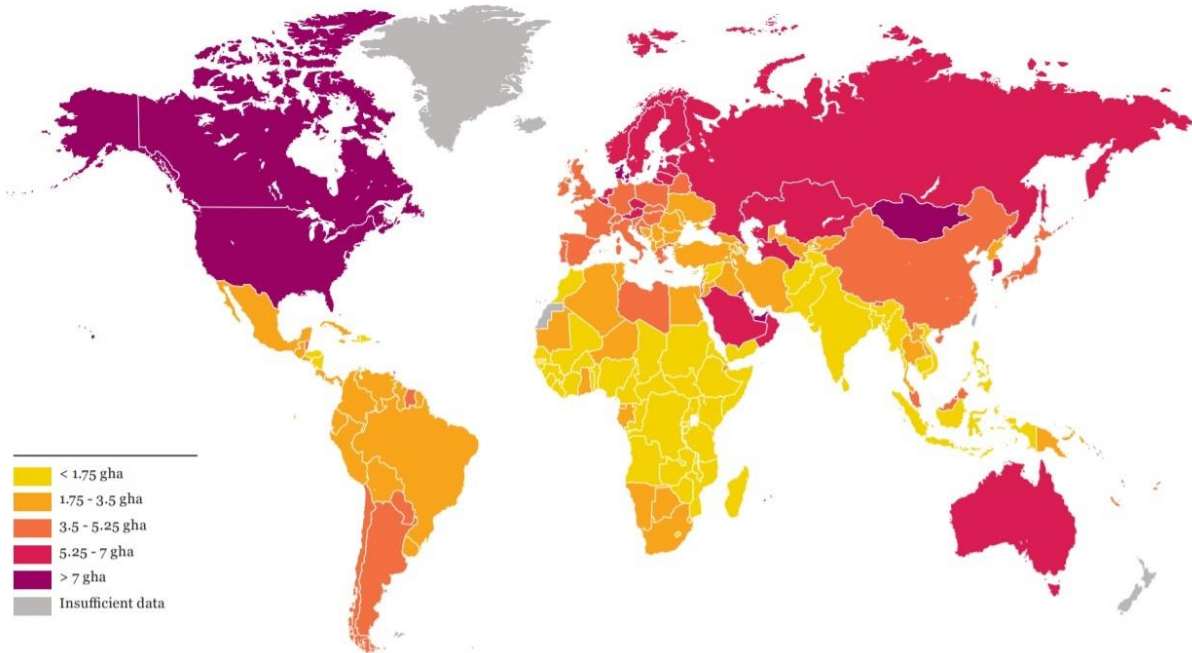 < 1.75 gha
1.75 - 3.5 gha
3.5 - 5.25 gha
5.25 - 7 gha
> 7 gha
Insufficient data